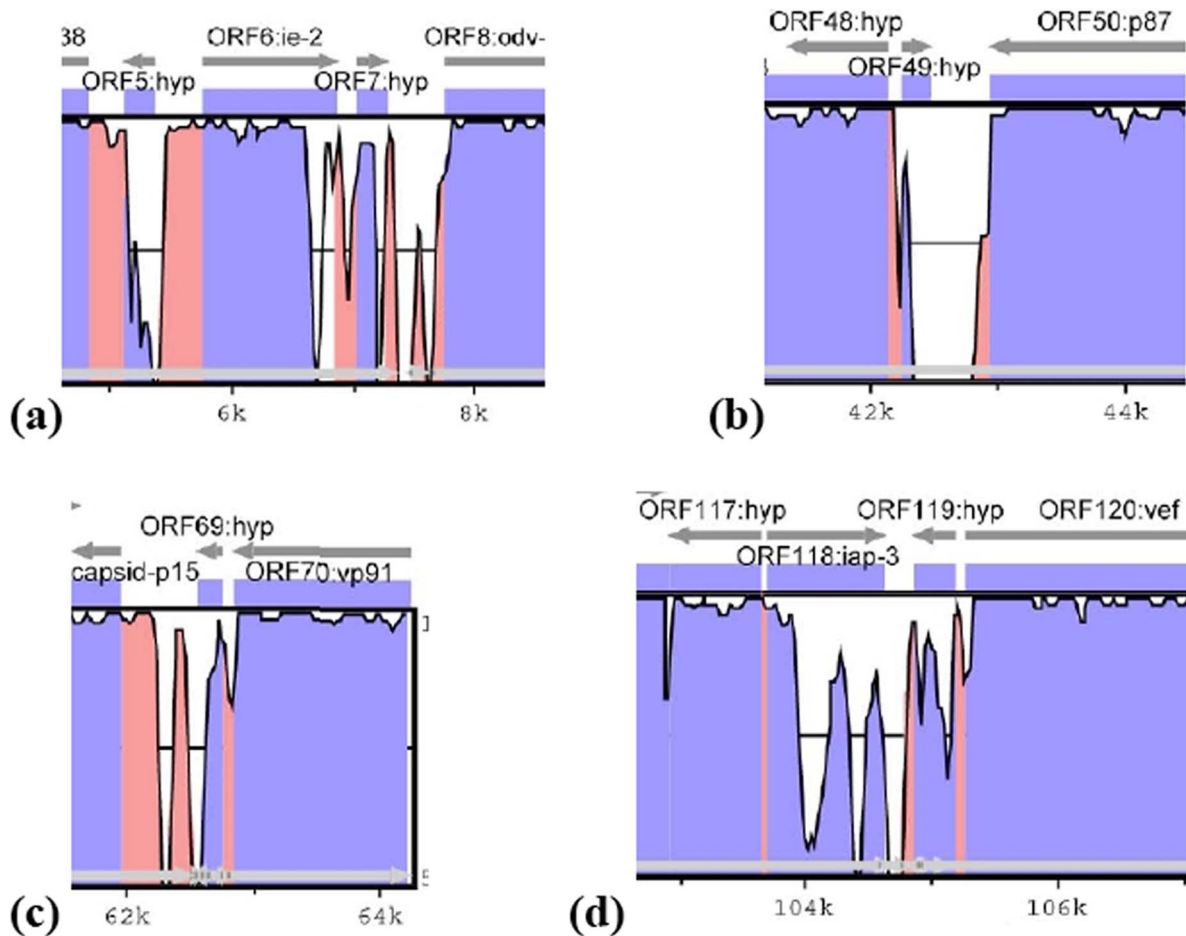 38 ORF6:ie-2 ORF8:odv-
ORF5:hyp ORF7:hyp
6k 8k
(a)
ORF48:hyp ORF50:p87
ORF49:hyp
42k 44k
(b)
ORF69:hyp
capsid-p15 ORF70:vp91
62k 64k
(c)
ORF117:hyp ORF119:hyp ORF120:vef
ORF118:iap-3
104k 106k
(d)